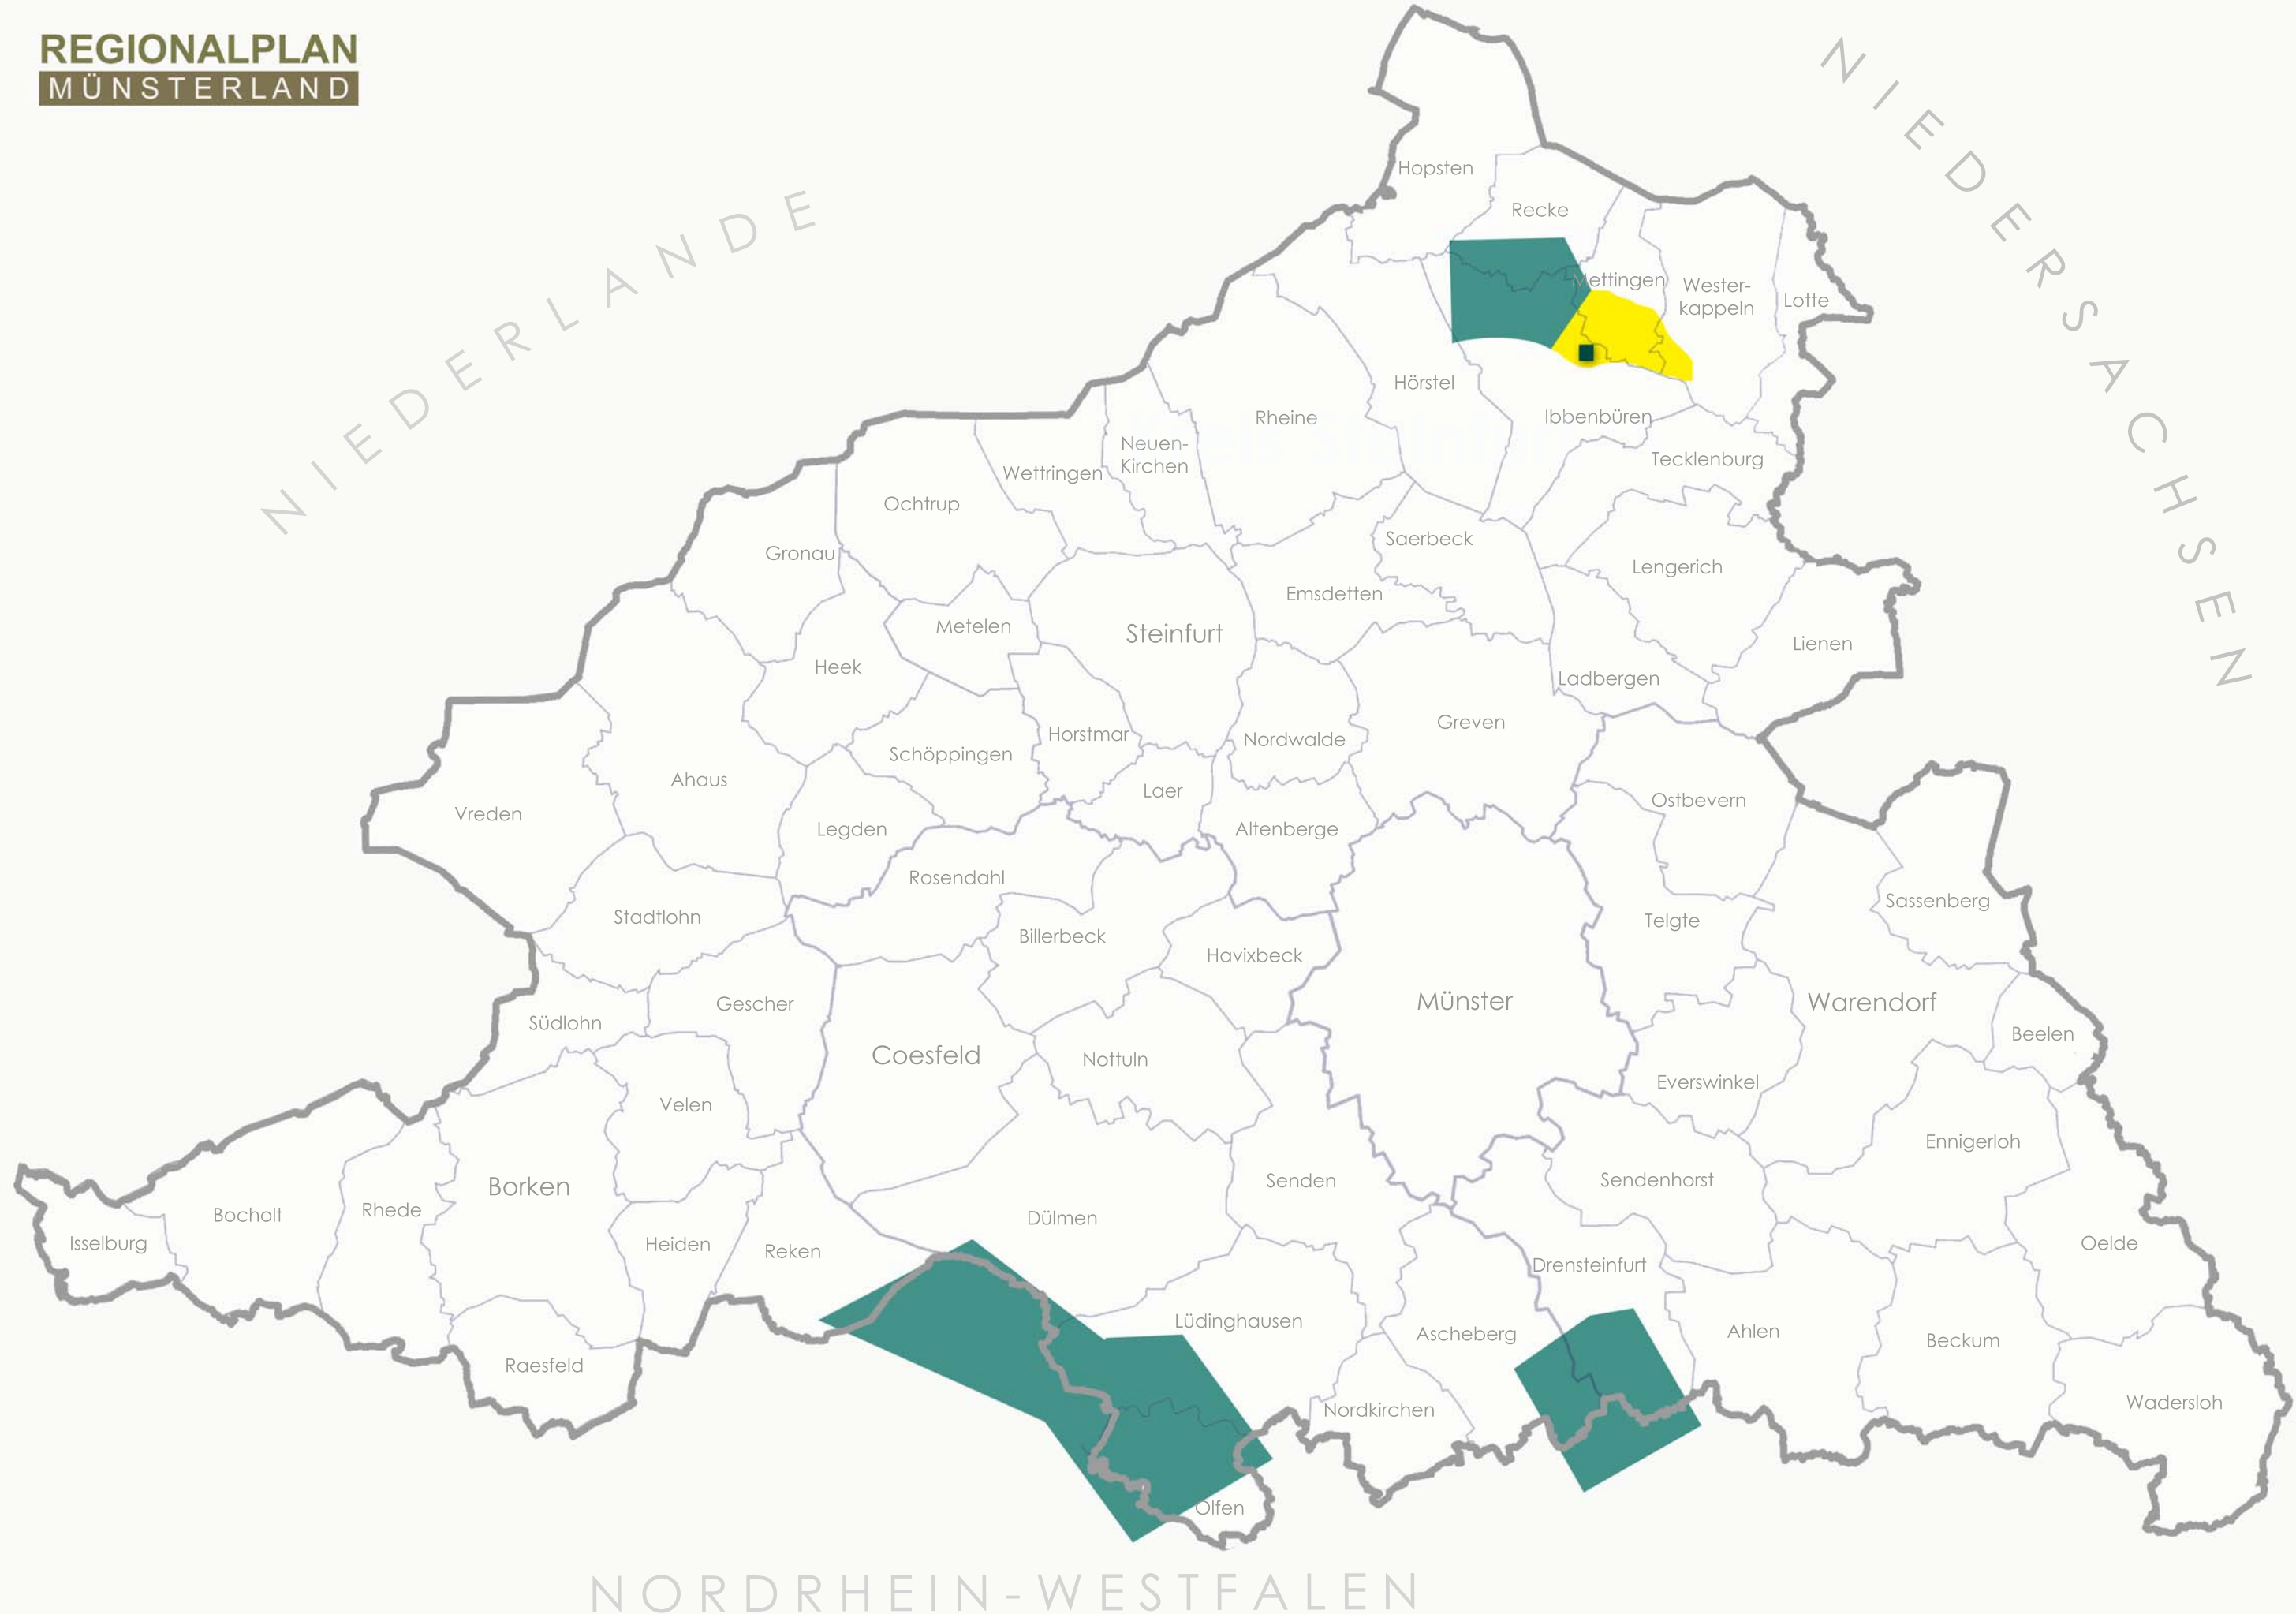 REGIONALPLAN
MÜNSTERLAND
NIEDERLANDE
NIEDERSACHSEN
Hopsten
Recke
Mettingen
Wester-
kappeln
Lotte
Hörstel
Ibbenbüren
Rheine
Neuen-
Kirchen
Wettringen
Tecklenburg
Ochtrup
Gronau
Saerbeck
Lengerich
Emsdetten
Metelen
Steinfurt
Lienen
Heek
Ladbergen
Greven
Horstmar
Nordwalde
Schöppingen
Ahaus
Laer
Ostbevern
Vreden
Legden
Altenberge
Rosendahl
Sassenberg
Stadtlohn
Telgte
Billerbeck
Havixbeck
Münster
Warendorf
Gescher
Südlohn
Beelen
Coesfeld
Nottuln
Everswinkel
Velen
Ennigerloh
Borken
Senden
Sendenhorst
Rhede
Bocholt
Dülmen
Isselburg
Heiden
Reken
Oelde
Drensteinfurt
Lüdinghausen
Ascheberg
Ahlen
Beckum
Raesfeld
Nordkirchen
Wadersloh
Olfen
NORDRHEIN-WESTFALEN